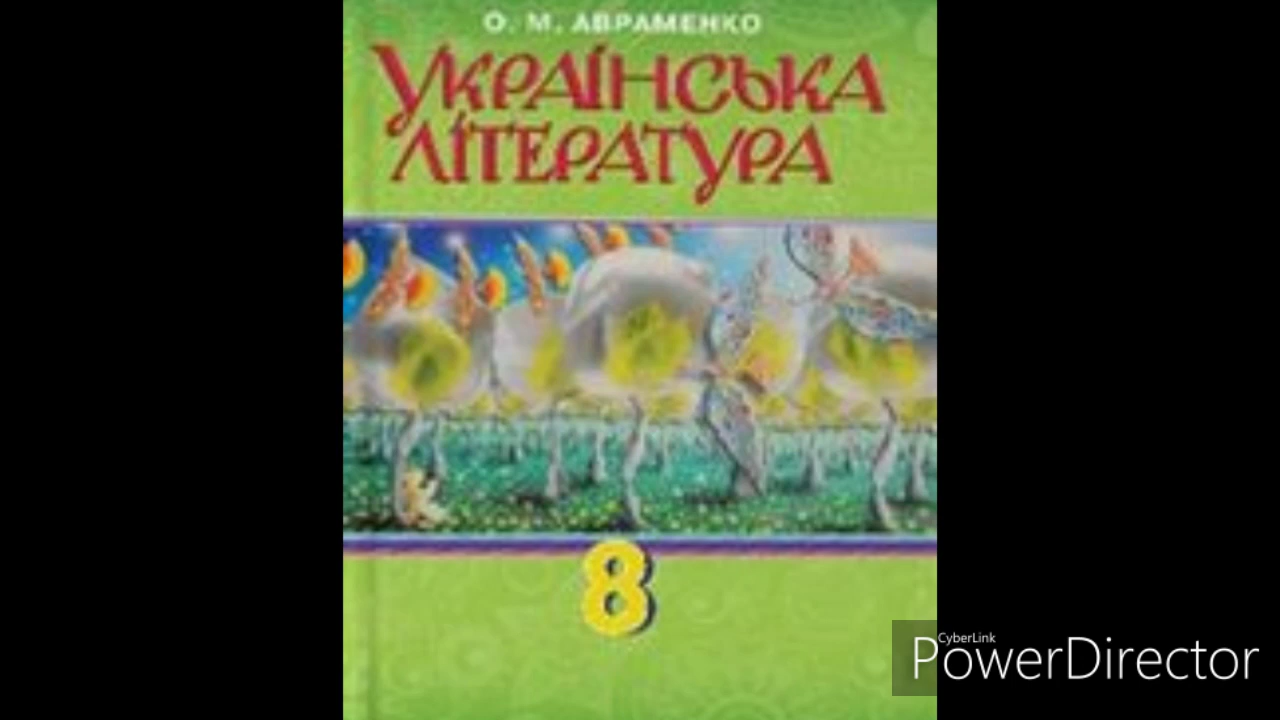 О. М. АВРАМЕНКО
УКРАЇНСЬКА
ЛІТЕРАТУРА
8
CyberLink
PowerDirector